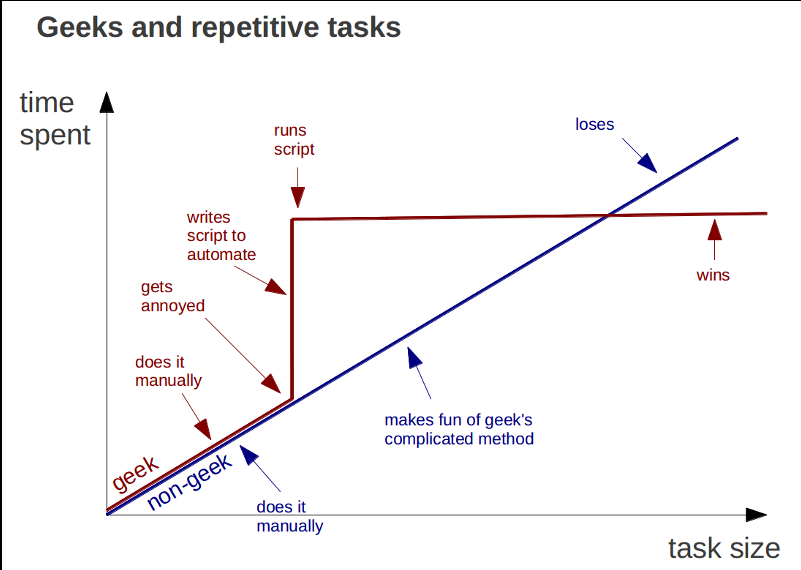 Geeks and repetitive tasks
time
spent
runs
script
loses
writes
script to
automate
wins
gets
annoyed
does it
manually
makes fun of geek's
complicated method
geek
non-geek
does it
manually
task size